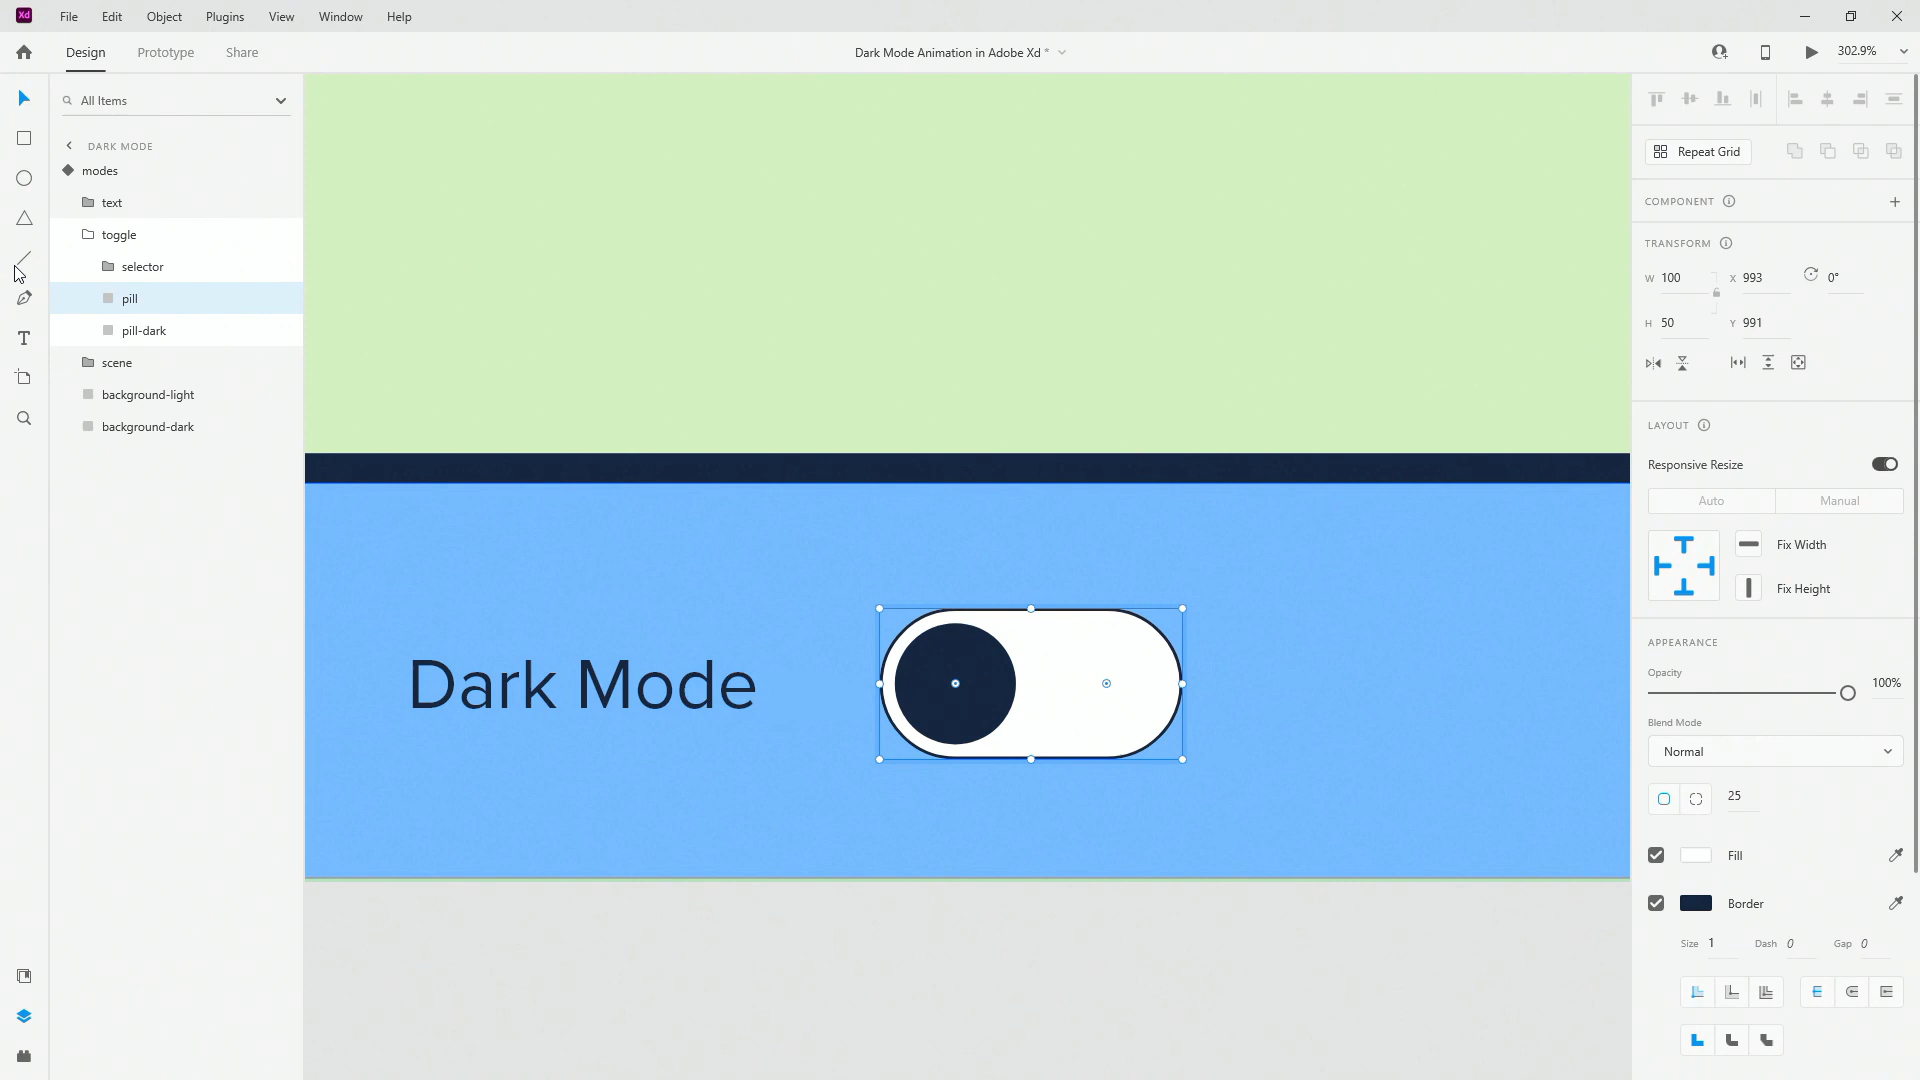 Xd File Edit Object Plugins View Window Help
Design Prototype Share Dark Mode Animation in Adobe Xd * 302.9%
All Items
DARK MODE
modes
text
toggle
selector
pill
pill-dark
scene
background-light
background-dark
Dark Mode
Repeat Grid
COMPONENT
TRANSFORM
W 100 X 993 0°
H 50 Y 991
LAYOUT
Responsive Resize
Auto Manual
Fix Width
Fix Height
APPEARANCE
Opacity
100%
Blend Mode
Normal
25
Fill
Border
Size 1 Dash 0 Gap 0